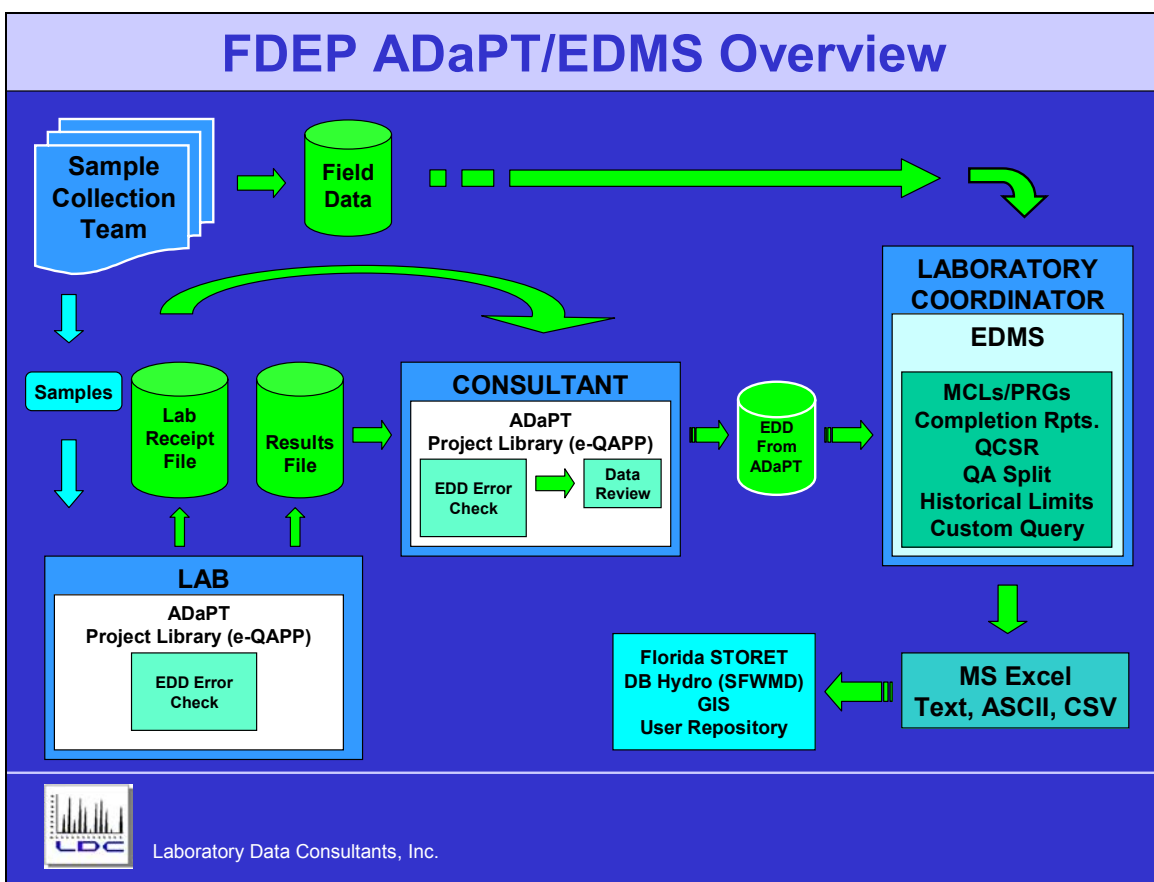 FDEP ADaPT/EDMS Overview
Sample
Collection
Team
Field
Data
LABORATORY
COORDINATOR
EDMS
MCLs/PRGs
Completion Rpts.
QCSR
QA Split
Historical Limits
Custom Query
Samples
Lab
Receipt
File
Results
File
CONSULTANT
ADaPT
Project Library (e-QAPP)
EDD Error
Check
Data
Review
EDD
From
ADaPT
LAB
ADaPT
Project Library (e-QAPP)
EDD Error
Check
Florida STORET
DB Hydro (SFWMD)
GIS
User Repository
MS Excel
Text, ASCII, CSV
LDC
Laboratory Data Consultants, Inc.